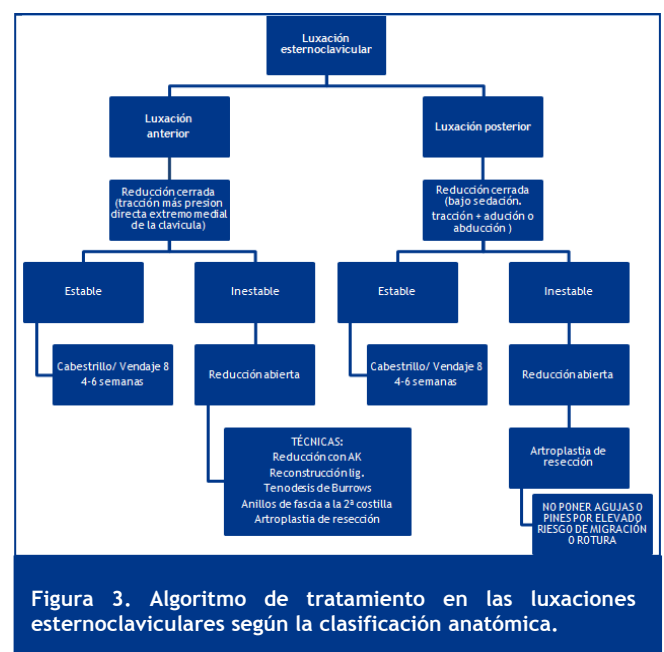 Luxación
esternoclavicular
Luxación
anterior
Luxación posterior
Reducción cerrada
(tracción más presion
directa extremo medial
de la clavicula)
Reducción cerrada
(bajo sedación.
tracción + adución o
abducción )
Estable
Inestable
Estable
Inestable
Cabestrillo/ Vendaje 8
4-6 semanas
Reducción abierta
Cabestrillo/ Vendaje 8
4-6 semanas
Reducción abierta
TÉCNICAS:
Reducción con AK
Reconstrucción lig.
Tenodesis de Burrows
Anillos de fascia a la 2ª costilla
Artroplastia de resección
Artroplastia de
resección
NO PONER AGUJAS O
PINES POR ELEVADO
RIESGO DE MIGRACIÓN
O ROTURA
Figura 3. Algoritmo de tratamiento en las luxaciones
esternoclaviculares según la clasificación anatómica.